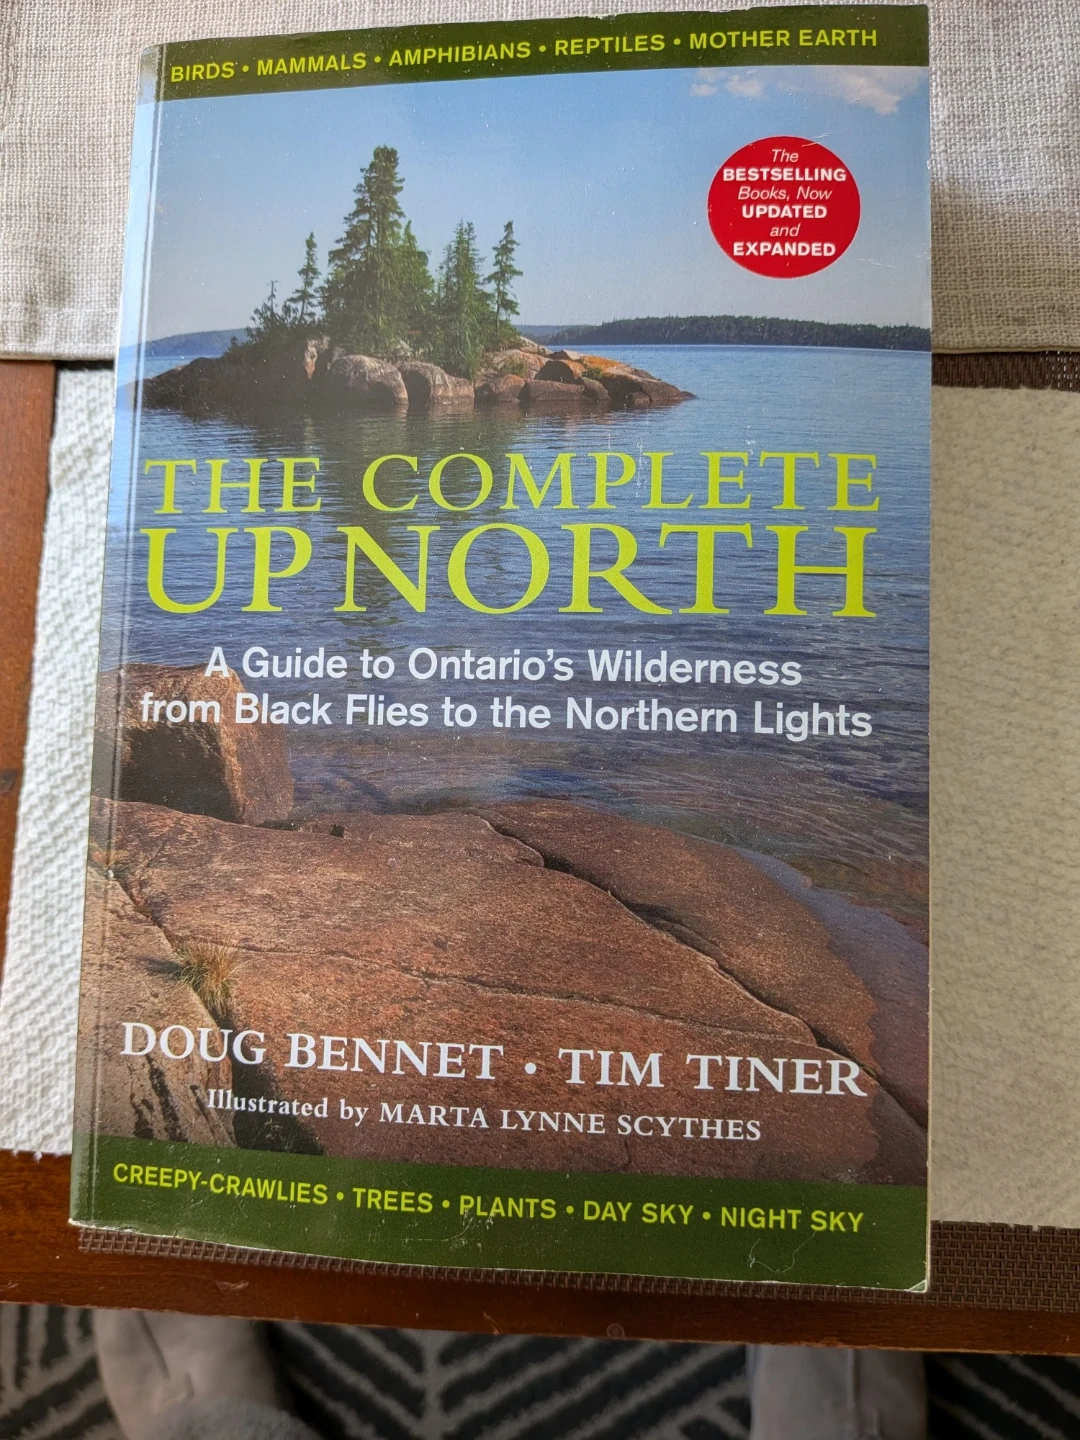 BIRDS • MAMMALS • AMPHIBIANS • REPTILES • MOTHER EARTH
The
BESTSELLING
Books, Now
UPDATED
and
EXPANDED
THE COMPLETE
UP NORTH
A Guide to Ontario's Wilderness
from Black Flies to the Northern Lights
DOUG BENNET • TIM TINER
Illustrated by MARTA LYNNE SCYTHES
CREEPY-CRAWLIES • TREES • PLANTS • DAY SKY • NIGHT SKY